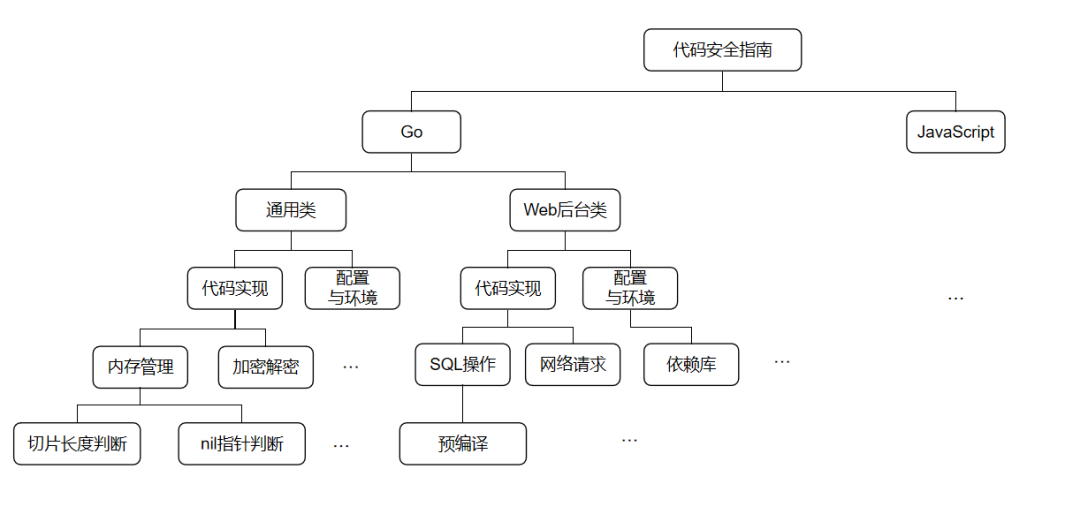 代码安全指南
Go
JavaScript
通用类
Web后台类
代码实现
配置
与环境
代码实现
配置
与环境
...
内存管理
加密解密
...
SQL操作
网络请求
依赖库
...
切片长度判断
nil指针判断
...
预编译
...